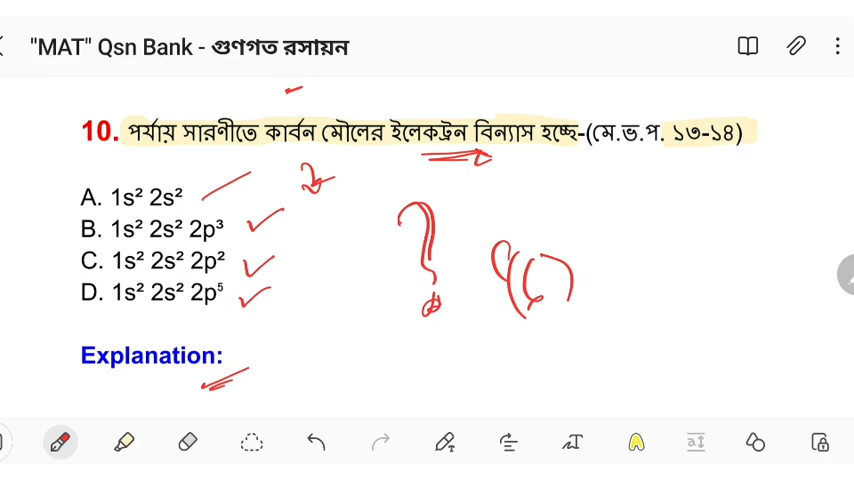 "MAT" Qsn Bank - গুণগত রসায়ন
10. পর্যায় সারণীতে কার্বন মৌলের ইলেকট্রন বিন্যাস হচ্ছে-(মে.ভ.প. ১৩-১৪)
A. 1s² 2s²
B. 1s² 2s² 2p³
C. 1s² 2s² 2p²
D. 1s² 2s² 2p⁵
Explanation: